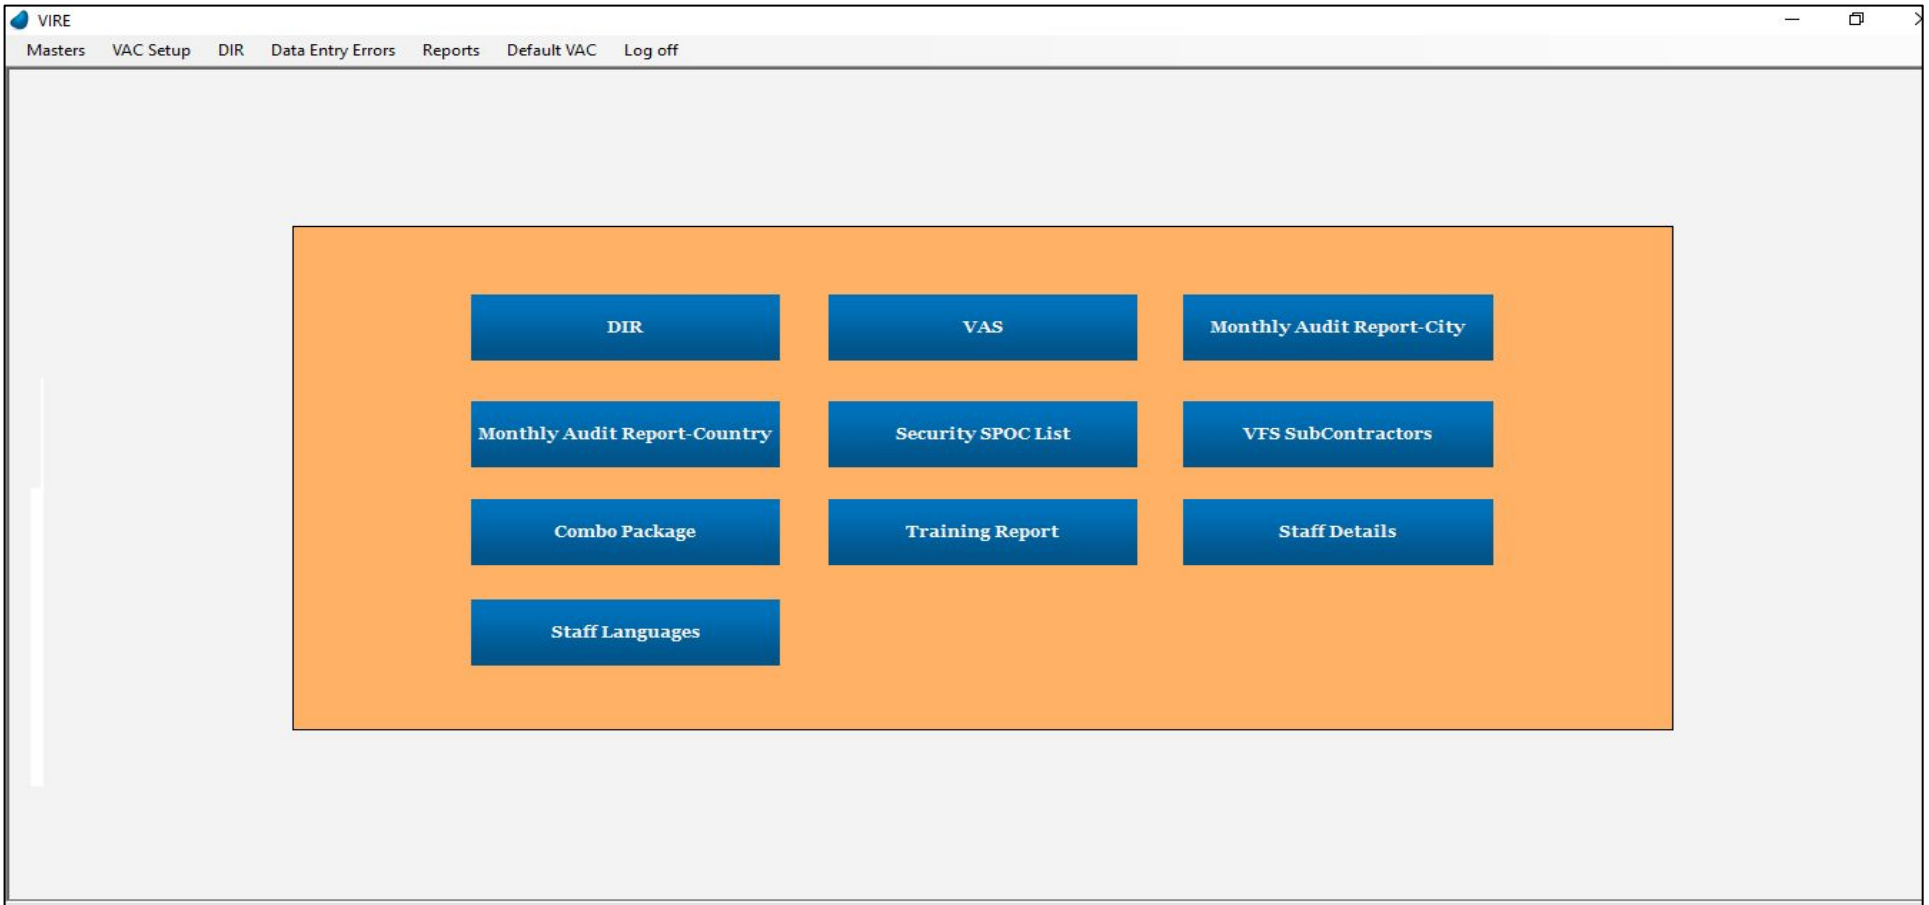 VIRE
Masters VAC Setup DIR Data Entry Errors Reports Default VAC Log off
DIR VAS Monthly Audit Report-City
Monthly Audit Report-Country Security SPOC List VFS SubContractors
Combo Package Training Report Staff Details
Staff Languages